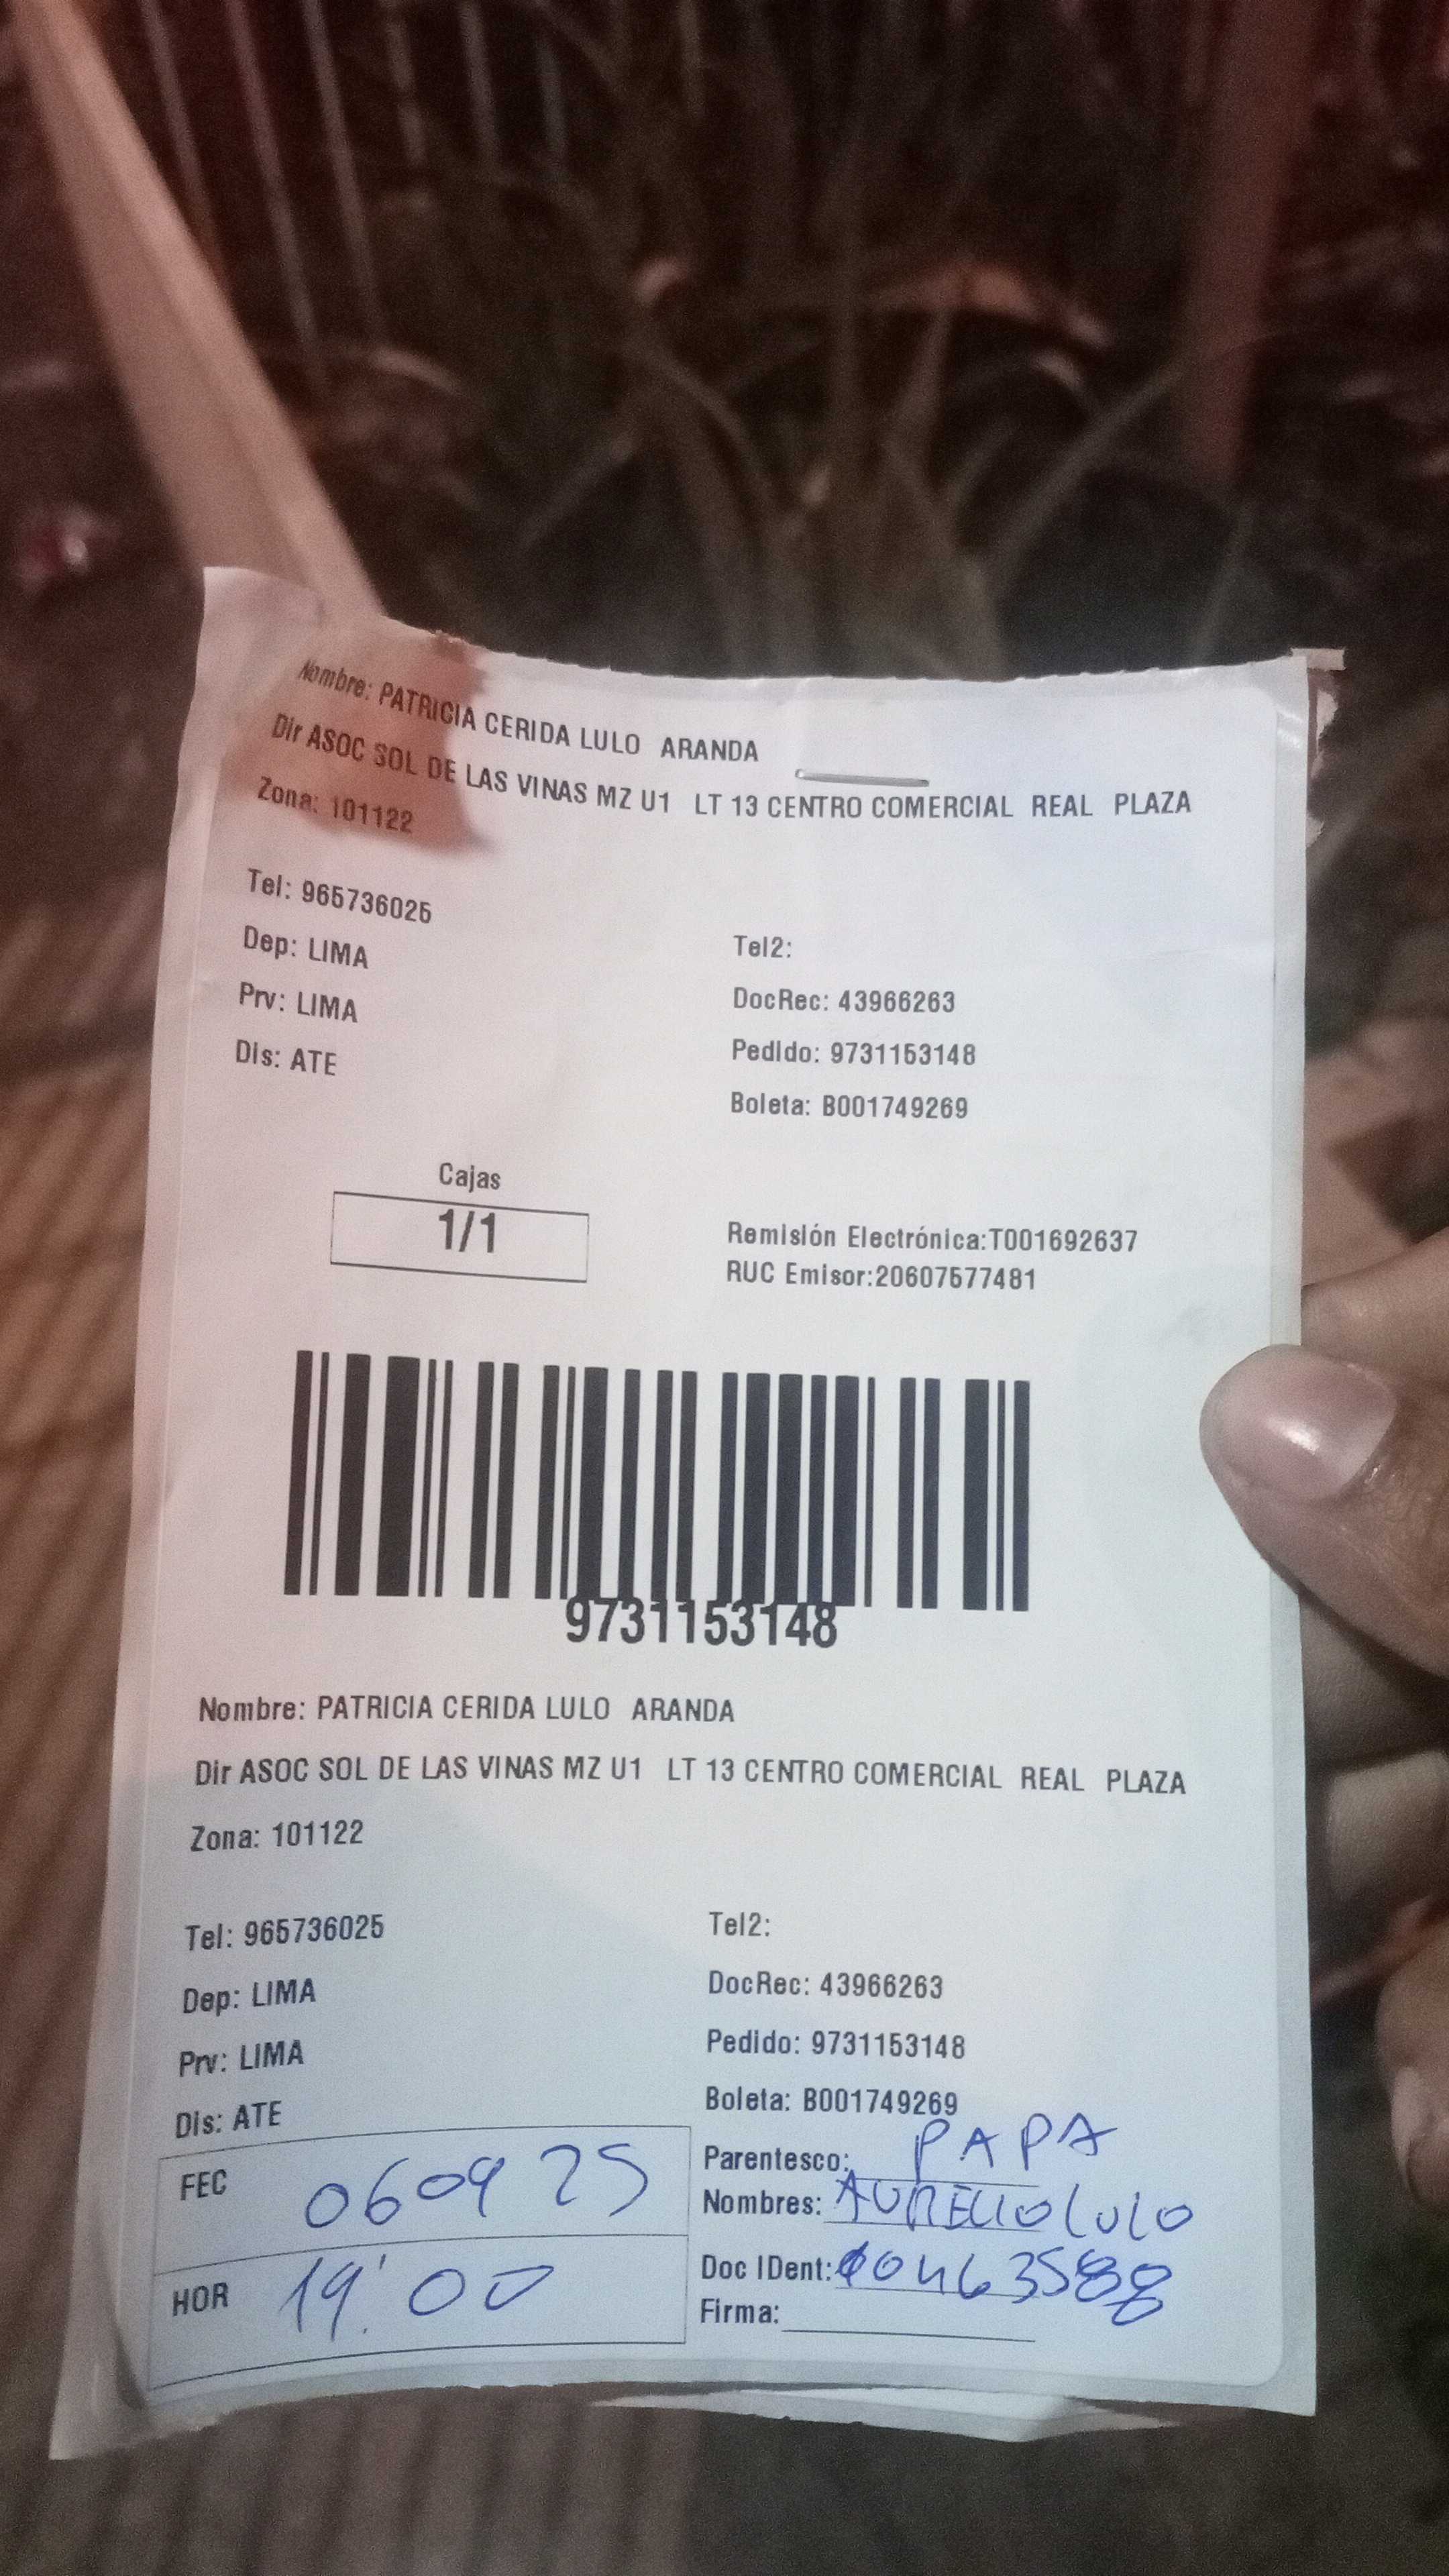 Nombre: PATRICIA CERIDA LULO ARANDA
Dir ASOC SOL DE LAS VINAS MZ U1 LT 13 CENTRO COMERCIAL REAL PLAZA
Zona: 101122
Tel: 965736025
Tel2:
Dep: LIMA
DocRec: 43966263
Prv: LIMA
Pedido: 9731153148
Dis: ATE
Boleta: B001749269
Cajas
1/1
Remisión Electrónica:T001692637
RUC Emisor:20607577481
9731153148
Nombre: PATRICIA CERIDA LULO ARANDA
Dir ASOC SOL DE LAS VINAS MZ U1 LT 13 CENTRO COMERCIAL REAL PLAZA
Zona: 101122
Tel: 965736025
Tel2:
Dep: LIMA
DocRec: 43966263
Prv: LIMA
Pedido: 9731153148
Dis: ATE
Boleta: B001749269
FEC 060925
Parentesco: PAPA
Nombres: AURELIO LULO
HOR 19:00
Doc IDent: 10463588
Firma: